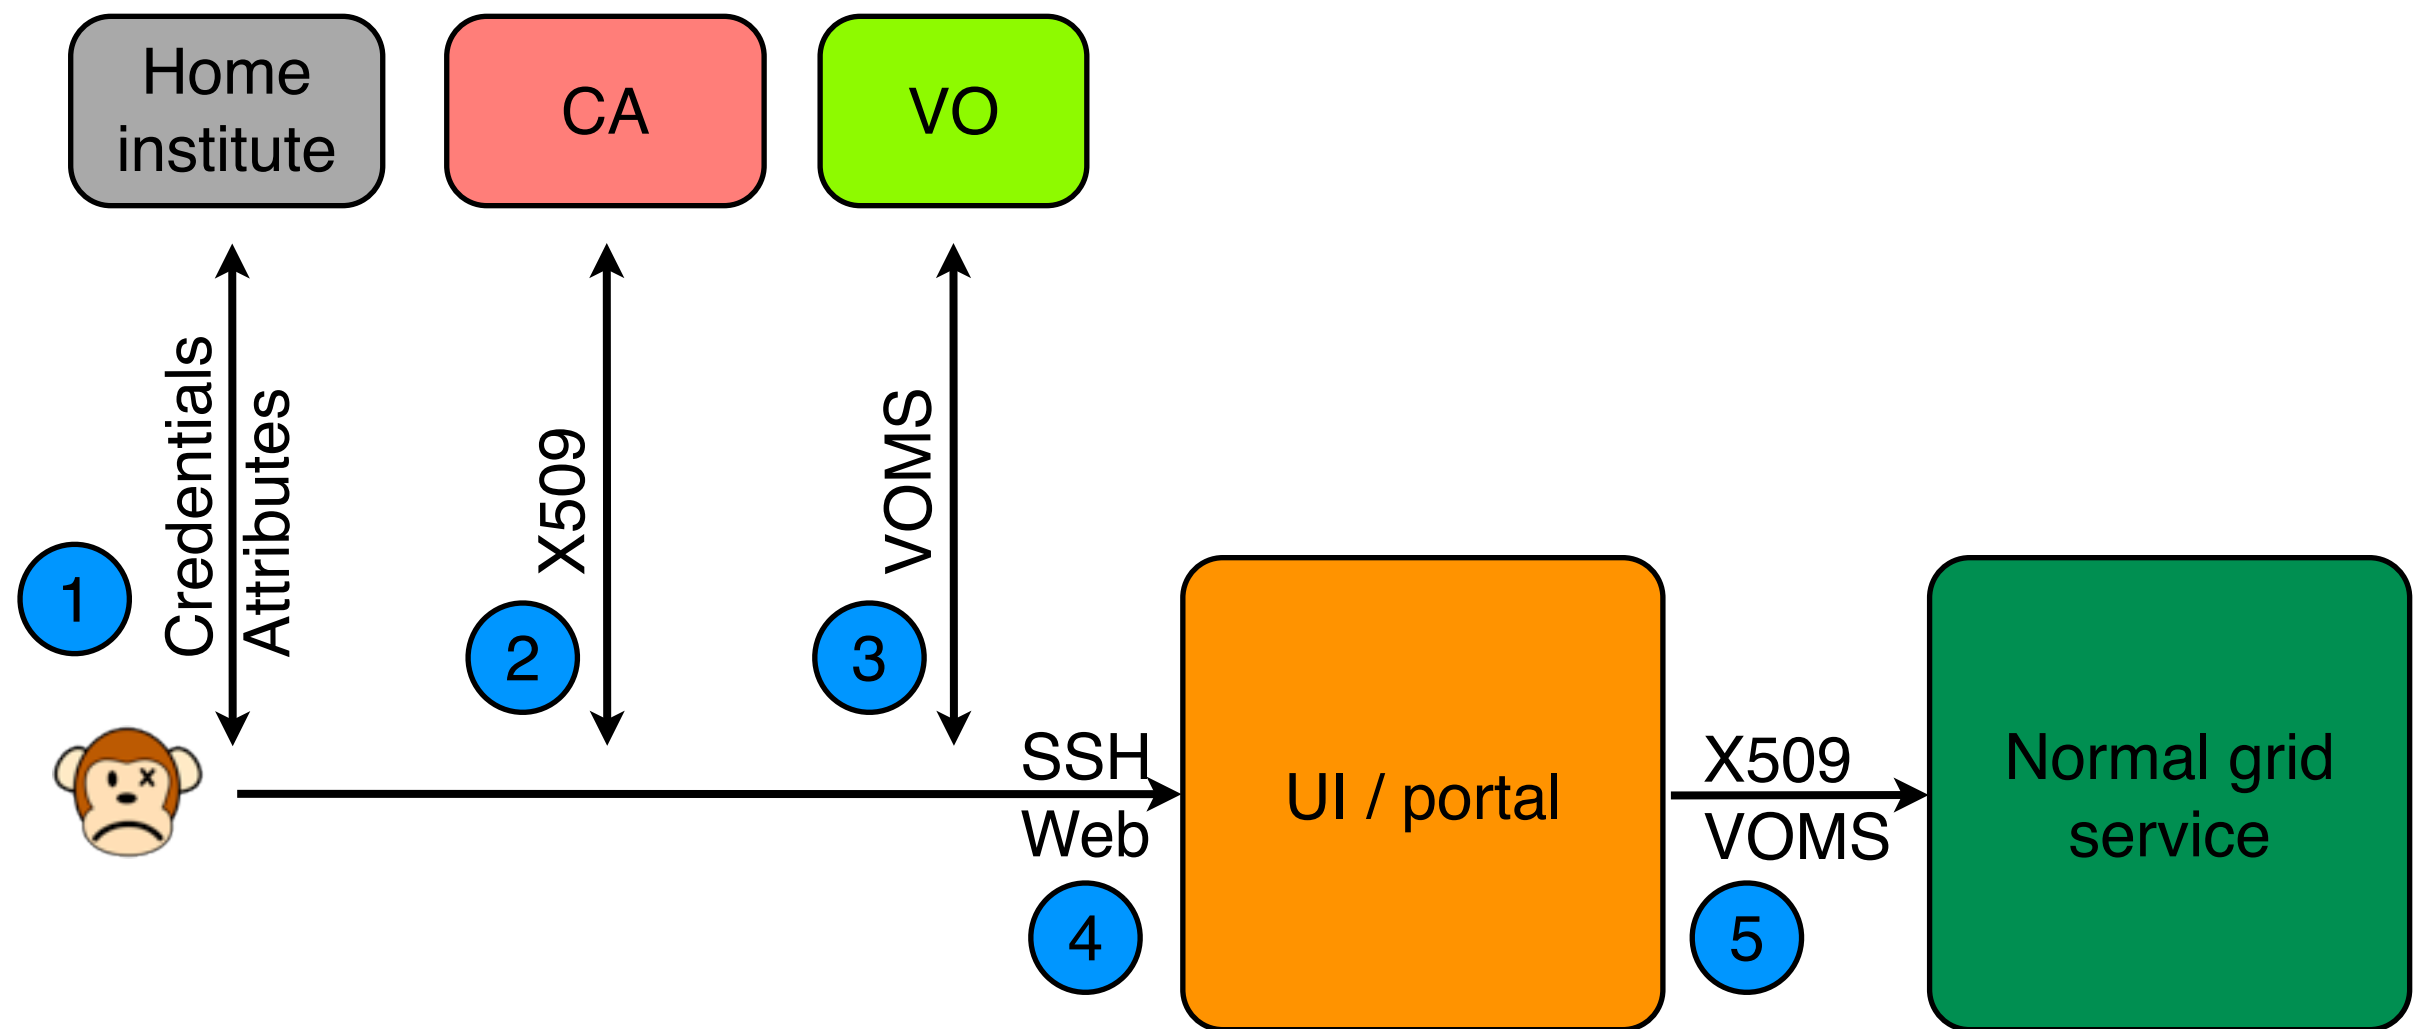 Home
institute
CA
VO
Credentials
Attributes
X509
VOMS
1
2
3
SSH
Web
4
UI / portal
X509
VOMS
5
Normal grid
service